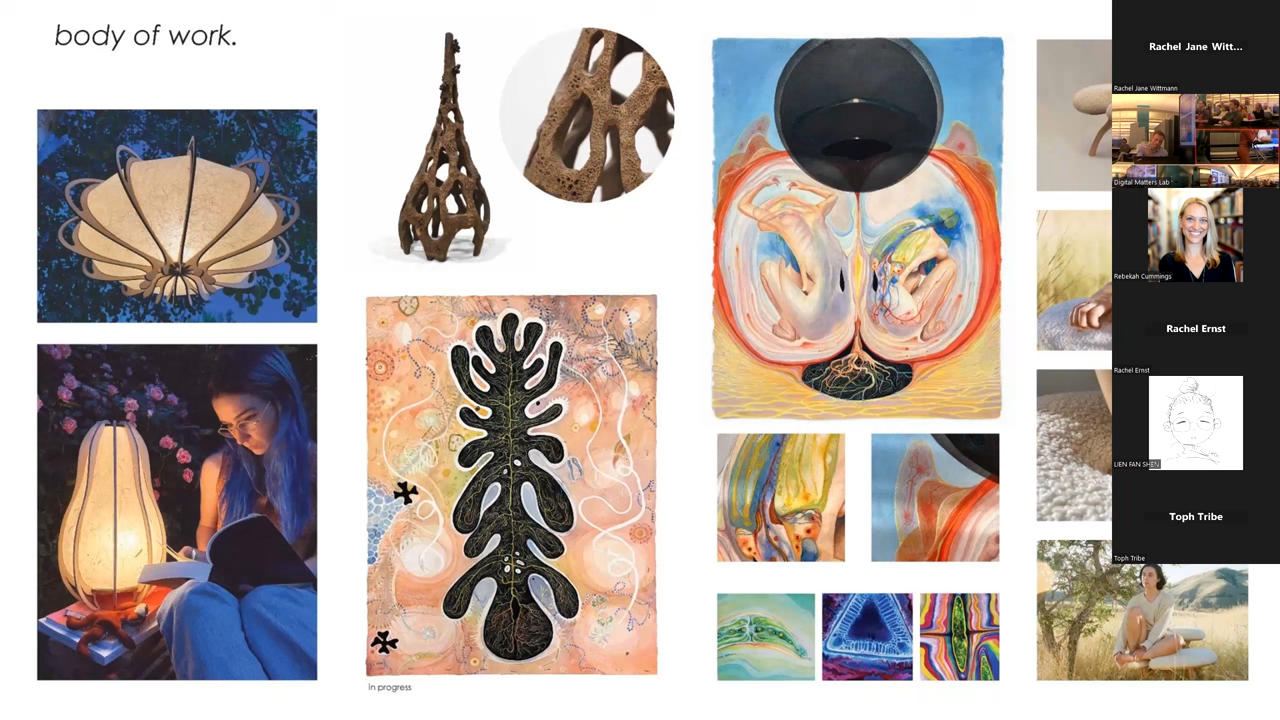 body of work.
in progress
Rachel Jane Witt...
Rachel Jane Wittmann
Digital Matters Lab
Rebekah Cummings
Rachel Ernst
Rachel Ernst
LIEN FAN SHEN
Toph Tribe
Toph Tribe